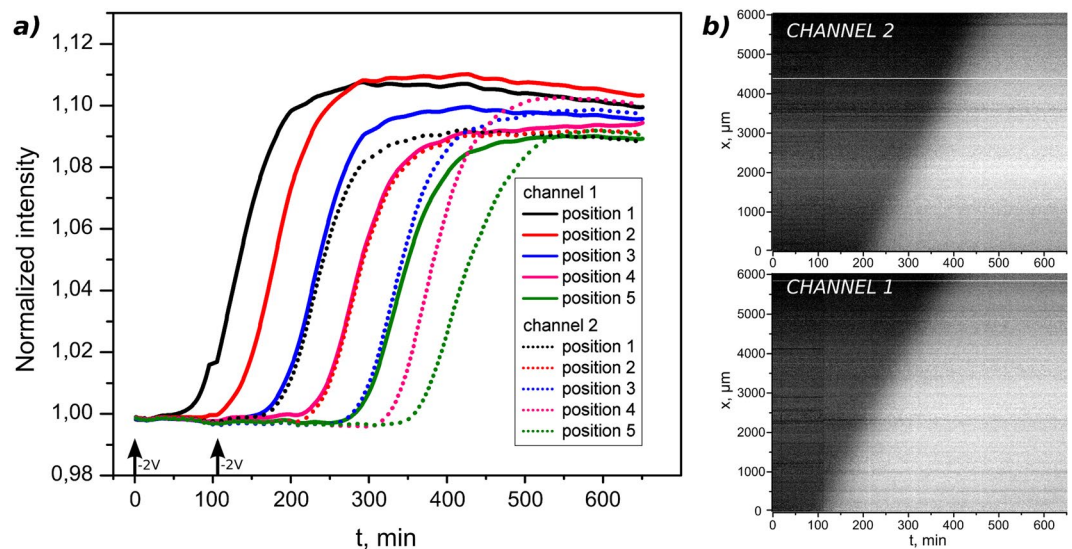 a)
1,12
1,10
1,08
1,06
1,04
1,02
1,00
0,98
Normalized intensity
channel 1
position 1
position 2
position 3
position 4
position 5
channel 2
position 1
position 2
position 3
position 4
position 5
-2V
-2V
0
100
200
300
400
500
600
t, min
b)
CHANNEL 2
6000
5000
4000
3000
2000
1000
0
x, µm
0
100
200
300
400
500
600
t, min
CHANNEL 1
6000
5000
4000
3000
2000
1000
0
x, µm
0
100
200
300
400
500
600
t, min